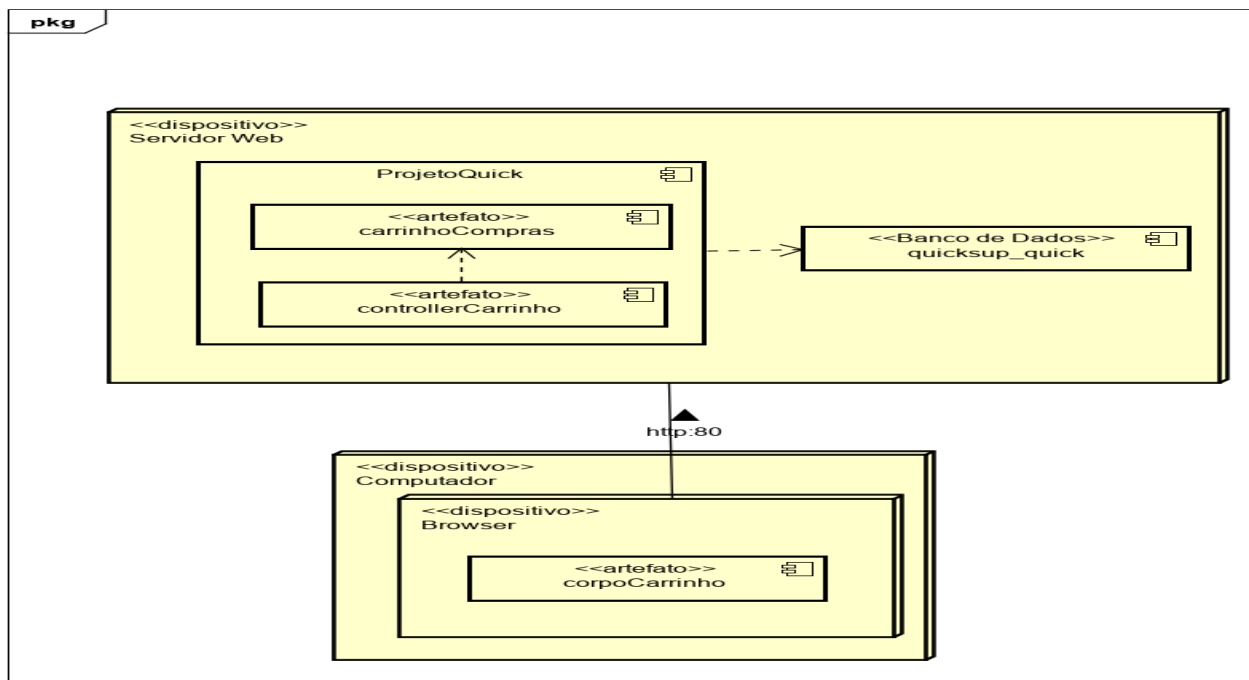 pkg
<<dispositivo>>
Servidor Web
ProjetoQuick
<<artefato>>
carrinhoCompras
<<artefato>>
controllerCarrinho
<<Banco de Dados>>
quicksup_quick
http:80
<<dispositivo>>
Computador
<<dispositivo>>
Browser
<<artefato>>
corpoCarrinho